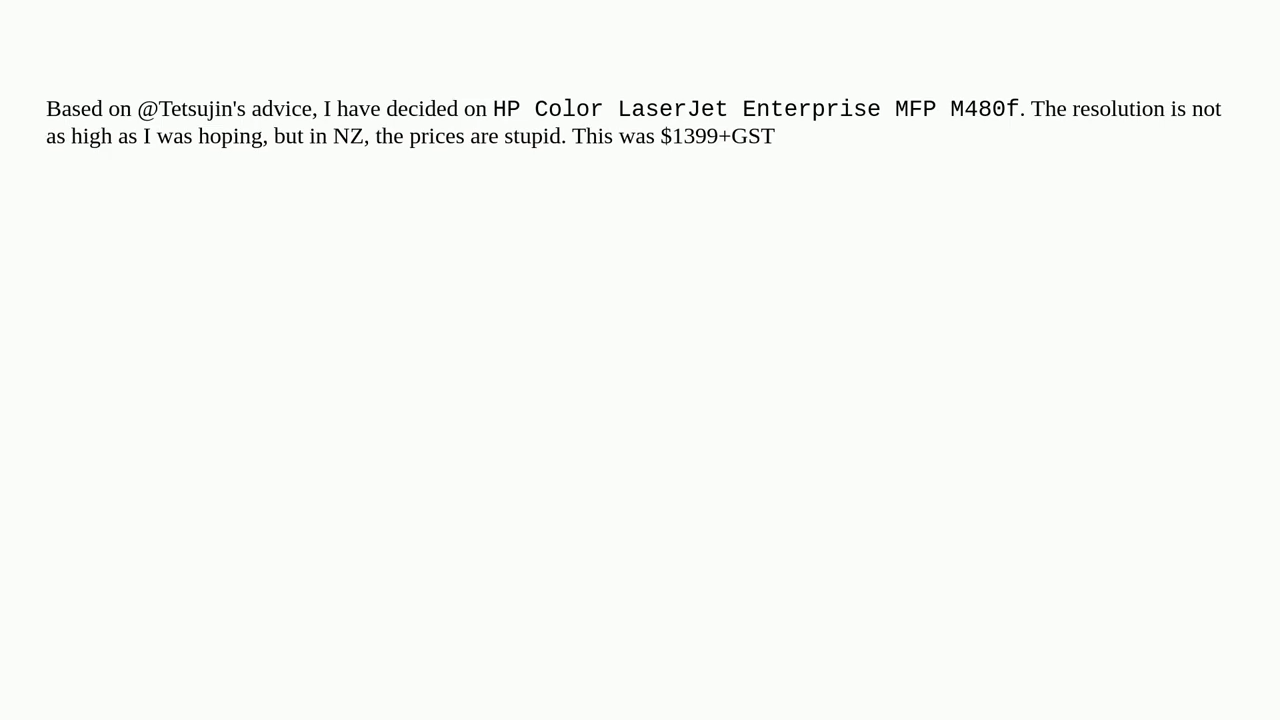 Based on @Tetsujin's advice, I have decided on HP Color LaserJet Enterprise MFP M480f. The resolution is not
as high as I was hoping, but in NZ, the prices are stupid. This was $1399+GST